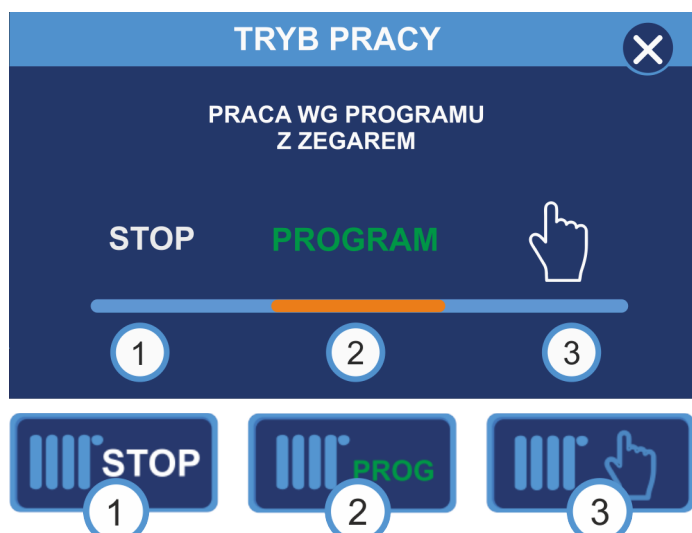 TRYB PRACY
PRACA WG PROGRAMU
Z ZEGAREM
STOP PROGRAM
1 2 3
STOP PROG
1 2 3